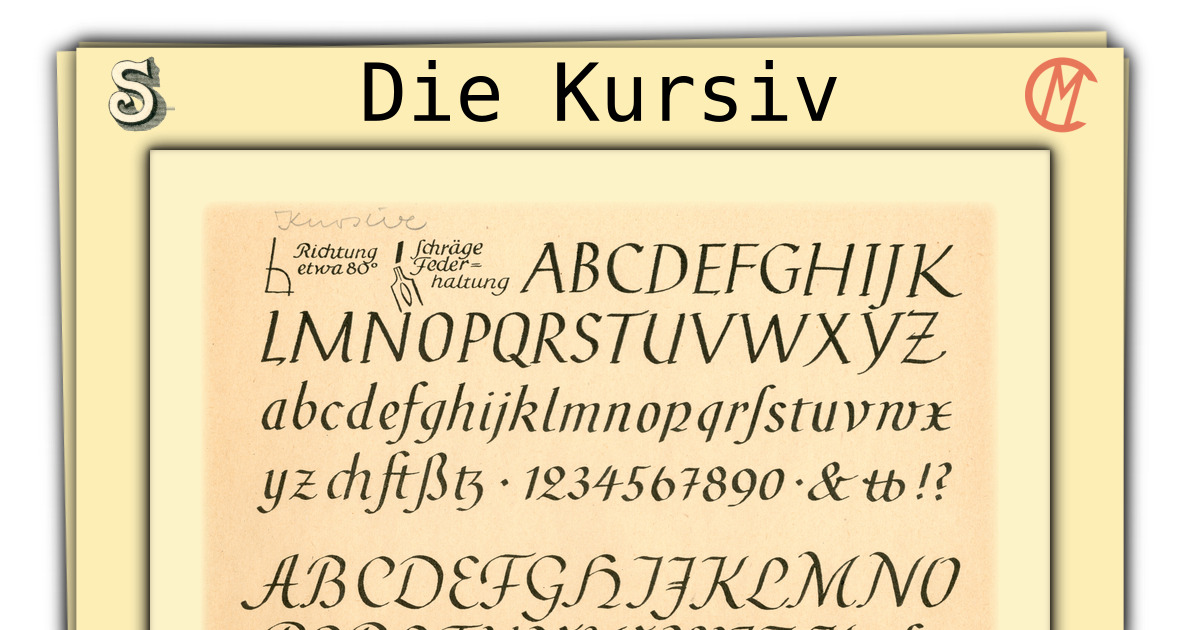 S
Die Kursiv
CM
Kursive
Richtung
etwa 80°
ſchräge
Feder=
haltung
ABCDEFGHIJK
LMNOPQRSTUVWXYZ
abcdefghijklmnopqrſstuvwx
yz ch ft ß tz · 1234567890 · & tt !?
ABCDEFGHIJKLMNO